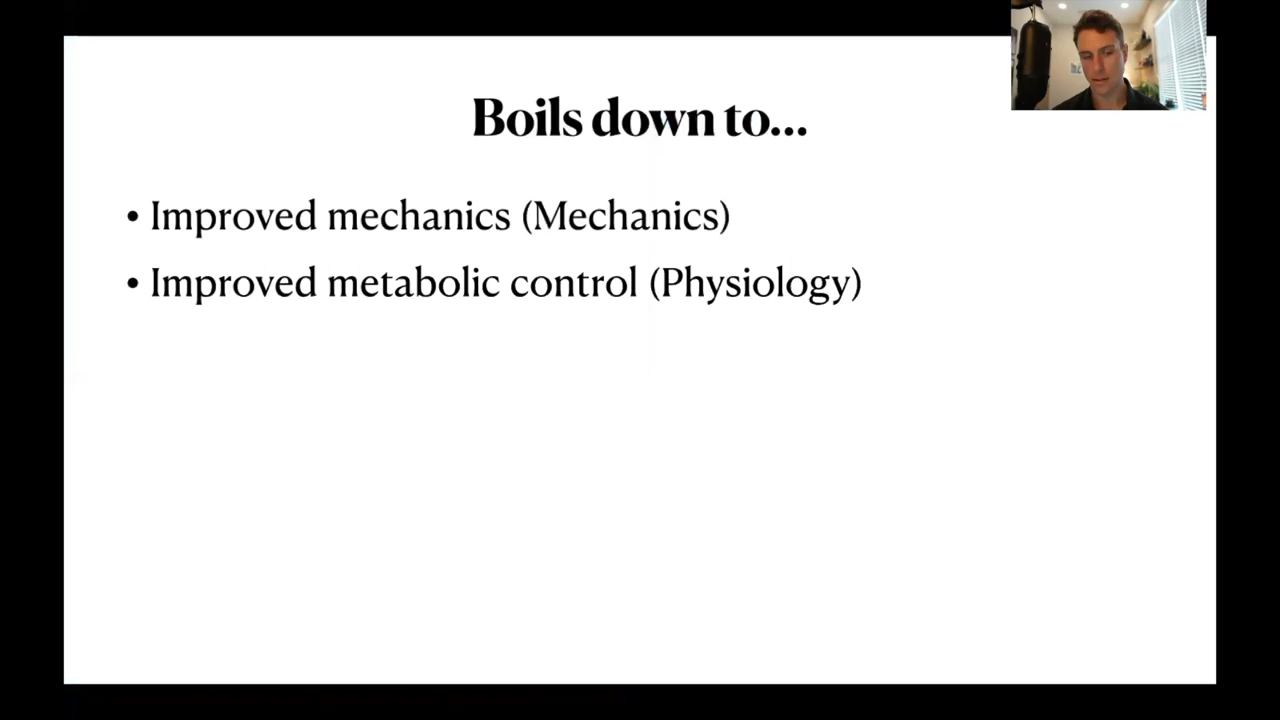 Boils down to...
• Improved mechanics (Mechanics)
• Improved metabolic control (Physiology)